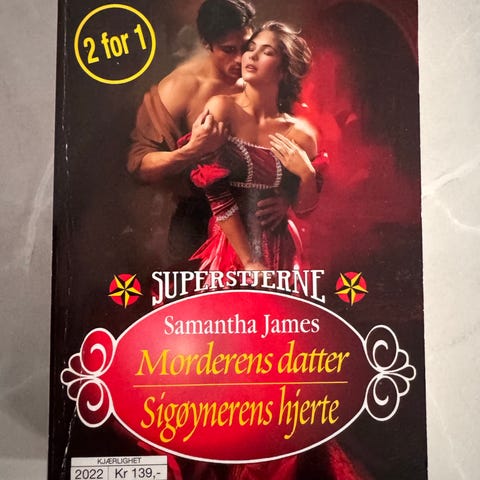 2 for 1
SUPERSTJERNE
Samantha James
Morderens datter
Sigøynerens hjerte
KJÆRLIGHET
2022 Kr 139,-